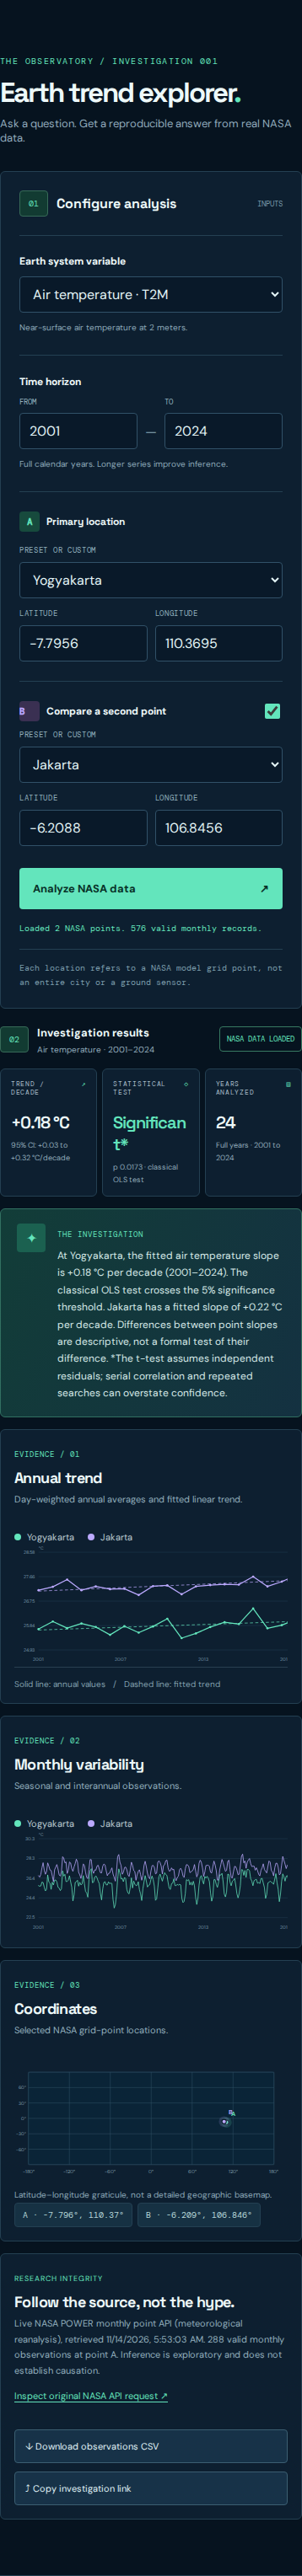 THE OBSERVATORY / INVESTIGATION 001
Earth trend explorer.
Ask a question. Get a reproducible answer from real NASA
data.
01
Configure analysis
INPUTS
Earth system variable
Air temperature · T2M
Near-surface air temperature at 2 meters.
Time horizon
FROM
TO
2001
—
2024
Full calendar years. Longer series improve inference.
A
Primary location
PRESET OR CUSTOM
Yogyakarta
LATITUDE
LONGITUDE
-7.7956
110.3695
B
Compare a second point
PRESET OR CUSTOM
Jakarta
LATITUDE
LONGITUDE
-6.2088
106.8456
Analyze NASA data ↗
Loaded 2 NASA points. 576 valid monthly records.
Each location refers to a NASA model grid point, not
an entire city or a ground sensor.
02
Investigation results
Air temperature · 2001–2024
NASA DATA LOADED
TREND /
DECADE
+0.18 °C
95% CI: +0.03 to
+0.32 °C/decade
STATISTICAL
TEST
Significan
t*
p 0.0173 · classical
OLS test
YEARS
ANALYZED
24
Full years · 2001 to
2024
THE INVESTIGATION
At Yogyakarta, the fitted air temperature slope
is +0.18 °C per decade (2001–2024). The
classical OLS test crosses the 5% significance
threshold. Jakarta has a fitted slope of +0.22 °C
per decade. Differences between point slopes
are descriptive, not a formal test of their
difference. *The t-test assumes independent
residuals; serial correlation and repeated
searches can overstate confidence.
EVIDENCE / 01
Annual trend
Day-weighted annual averages and fitted linear trend.
Yogyakarta
Jakarta
2001
2007
2013
Solid line: annual values / Dashed line: fitted trend
EVIDENCE / 02
Monthly variability
Seasonal and interannual observations.
Yogyakarta
Jakarta
2001
2007
2013
EVIDENCE / 03
Coordinates
Selected NASA grid-point locations.
-180°
-120°
-60°
0°
60°
120°
180°
Latitude–longitude graticule, not a detailed geographic basemap.
A · -7.796°, 110.37°
B · -6.209°, 106.846°
RESEARCH INTEGRITY
Follow the source, not the hype.
Live NASA POWER monthly point API (meteorological
reanalysis), retrieved 11/14/2026, 5:53:03 AM. 288 valid monthly
observations at point A. Inference is exploratory and does not
establish causation.
Inspect original NASA API request ↗
↓ Download observations CSV
⤴ Copy investigation link